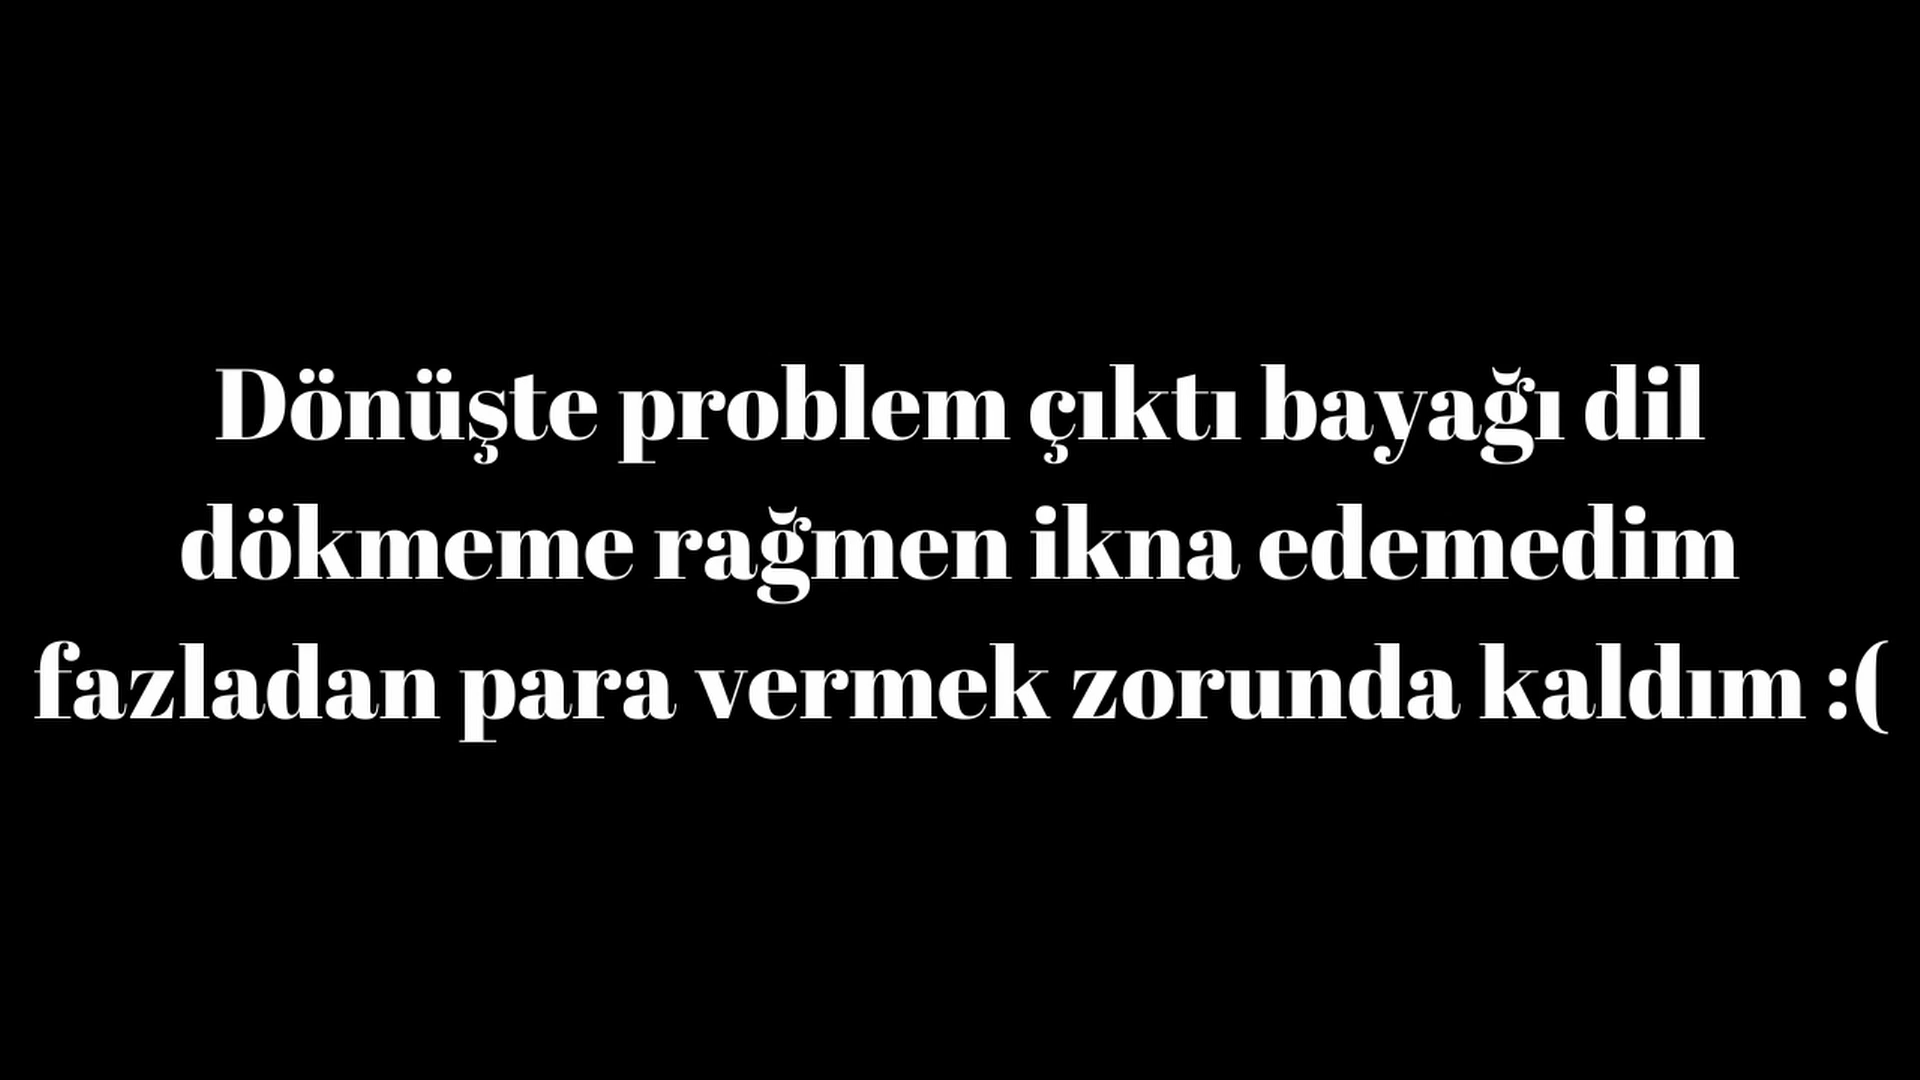 Dönüşte problem çıktı bayağı dil
dökmeme rağmen ikna edemedim
fazladan para vermek zorunda kaldım :(